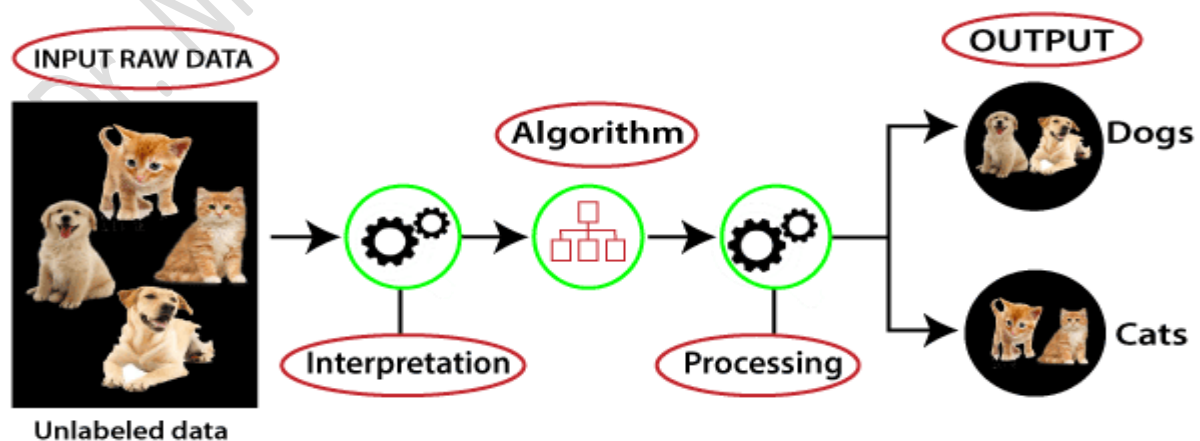 INPUT RAW DATA
OUTPUT
Algorithm
Dogs
Interpretation
Processing
Cats
Unlabeled data